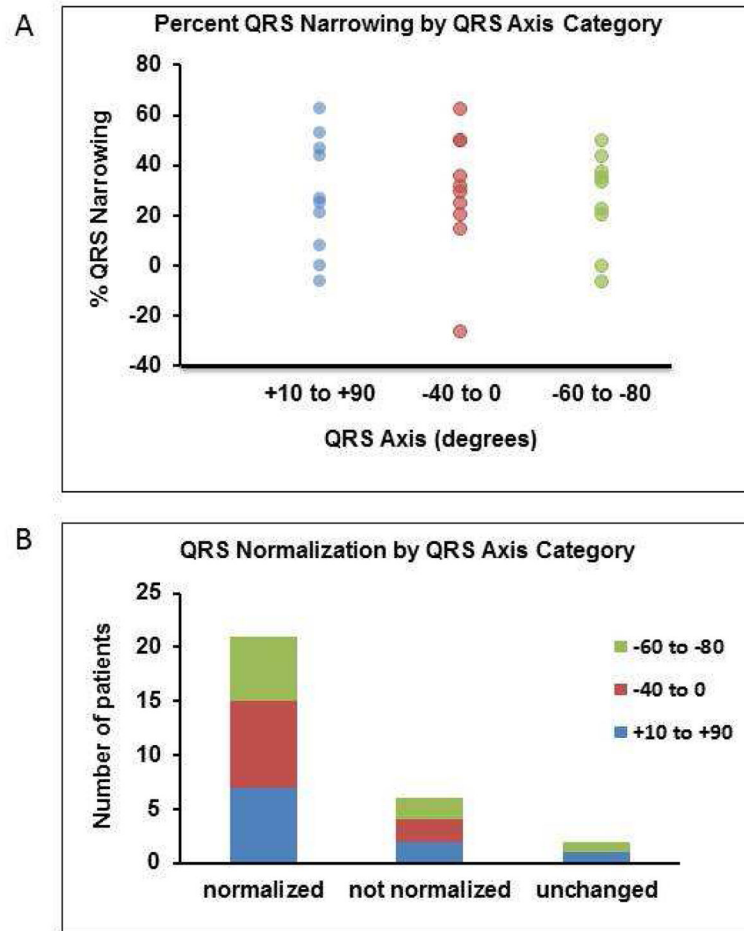 A
Percent QRS Narrowing by QRS Axis Category
% QRS Narrowing
80
60
40
20
0
-20
-40
+10 to +90
-40 to 0
-60 to -80
QRS Axis (degrees)
B
QRS Normalization by QRS Axis Category
Number of patients
25
20
15
10
5
0
-60 to -80
-40 to 0
+10 to +90
normalized
not normalized
unchanged